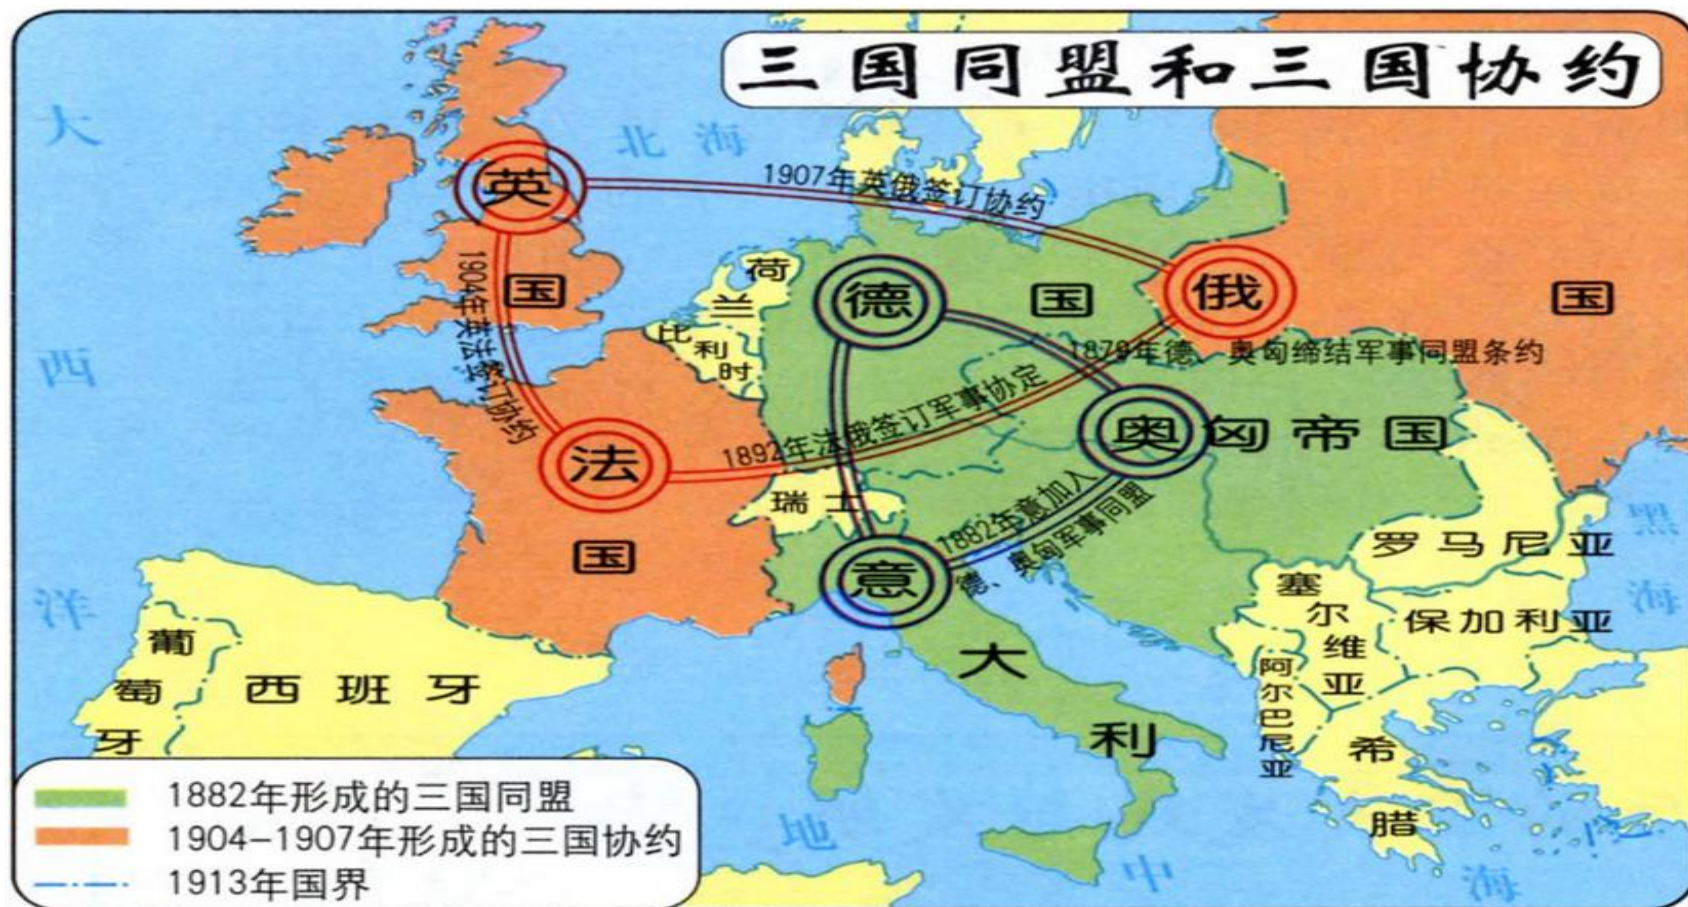 三国同盟和三国协约
大西洋
北海
英国
1907年英俄签订协约
1904年英法签订协约
荷兰
比利时
德国
俄国
1879年德、奥匈缔结军事同盟条约
法国
1892年法俄签订军事协定
奥匈帝国
瑞士
1882年意加入
德、奥匈军事同盟
意大利
罗马尼亚
黑海
塞尔维亚
保加利亚
阿尔巴尼亚
希腊
葡萄牙
西班牙
地中海
1882年形成的三国同盟
1904-1907年形成的三国协约
1913年国界